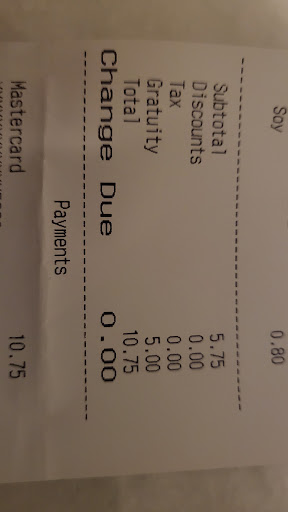 Soy 0.80
Subtotal 5.75
Discounts 0.00
Tax 0.00
Gratuity 5.00
Total 10.75
Change Due 0.00
Payments
Mastercard 10.75